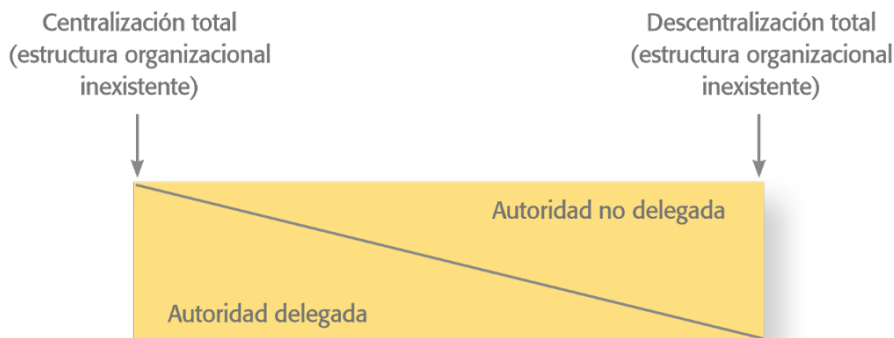 Centralización total
(estructura organizacional
inexistente)
Descentralización total
(estructura organizacional
inexistente)
Autoridad no delegada
Autoridad delegada